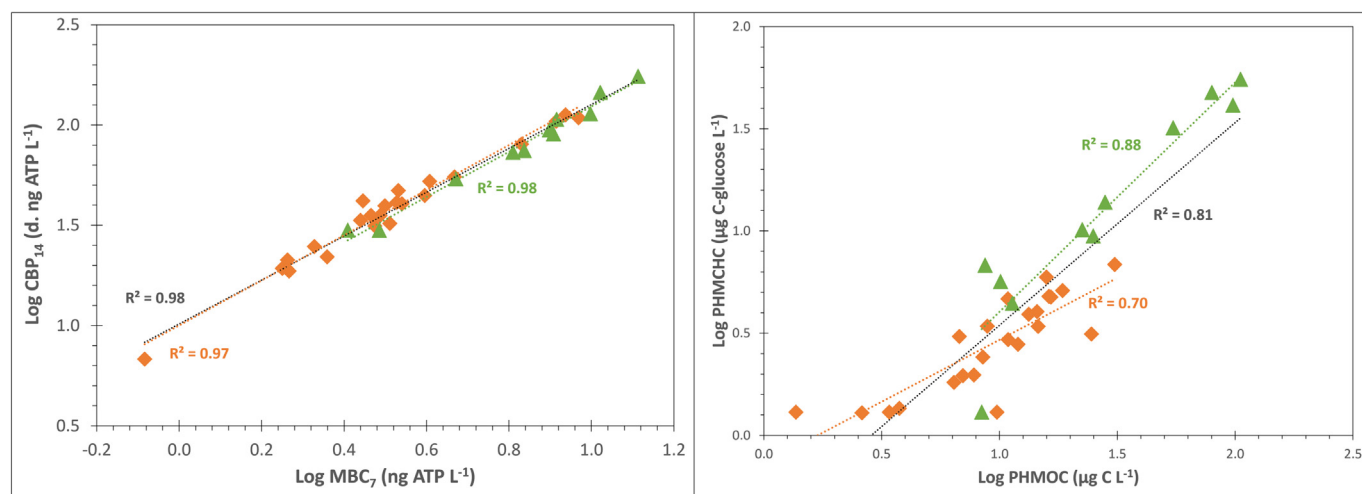 2.5
2.0
1.5
1.0
0.5
-0.2
0.0
0.2
0.4
0.6
0.8
1.0
1.2
Log CBP₁₄ (d. ng ATP L⁻¹)
Log MBC₇ (ng ATP L⁻¹)
R² = 0.98
R² = 0.98
R² = 0.97
2.0
1.5
1.0
0.5
0.0
0.0
0.5
1.0
1.5
2.0
2.5
Log PHMCHC (µg C-glucose L⁻¹)
Log PHMOC (µg C L⁻¹)
R² = 0.88
R² = 0.81
R² = 0.70